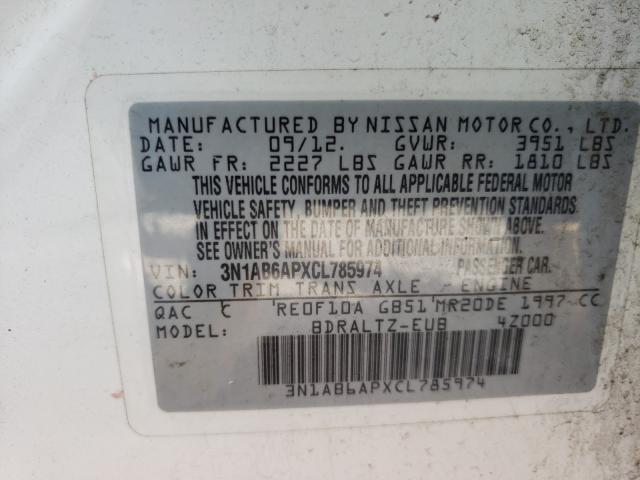 MANUFACTURED BY NISSAN MOTOR CO., LTD.
DATE: 09/12. GVWR: 3951 LBS
GAWR FR: 2227 LBS GAWR RR: 1810 LBS
THIS VEHICLE CONFORMS TO ALL APPLICABLE FEDERAL MOTOR
VEHICLE SAFETY, BUMPER AND THEFT PREVENTION STANDARDS
IN EFFECT ON THE DATE OF MANUFACTURE SHOWN ABOVE.
SEE OWNER'S MANUAL FOR ADDITIONAL INFORMATION.
VIN: 3N1AB6APXCL785974 PASSENGER CAR.
COLOR TRIM TRANS AXLE ENGINE
QAC C RE0F10A GB51 MR20DE 1997 CC
MODEL: BDRALTZ-EUB 4Z000
3N1AB6APXCL785974